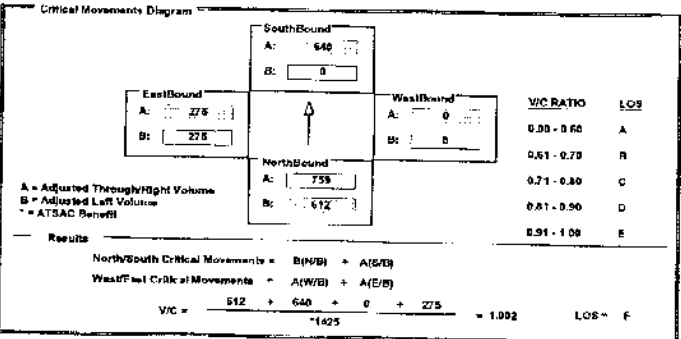 Critical Movements Diagram
SouthBound
A: 640
B: 0
EastBound
A: 275
B: 275
WestBound
A: 0
B: 0
NorthBound
A: 759
B: 612
V/C RATIO LOS
0.00 - 0.60 A
0.61 - 0.70 B
0.71 - 0.80 C
0.81 - 0.90 D
0.91 - 1.00 E
A = Adjusted Through/Right Volume
B = Adjusted Left Volume
* = ATSAC Benefit
Results
North/South Critical Movements = B(N/B) + A(S/B)
West/East Critical Movements = A(W/B) + A(E/B)
V/C = 612 + 640 + 0 + 275 = 1.002 LOS = F
*1425